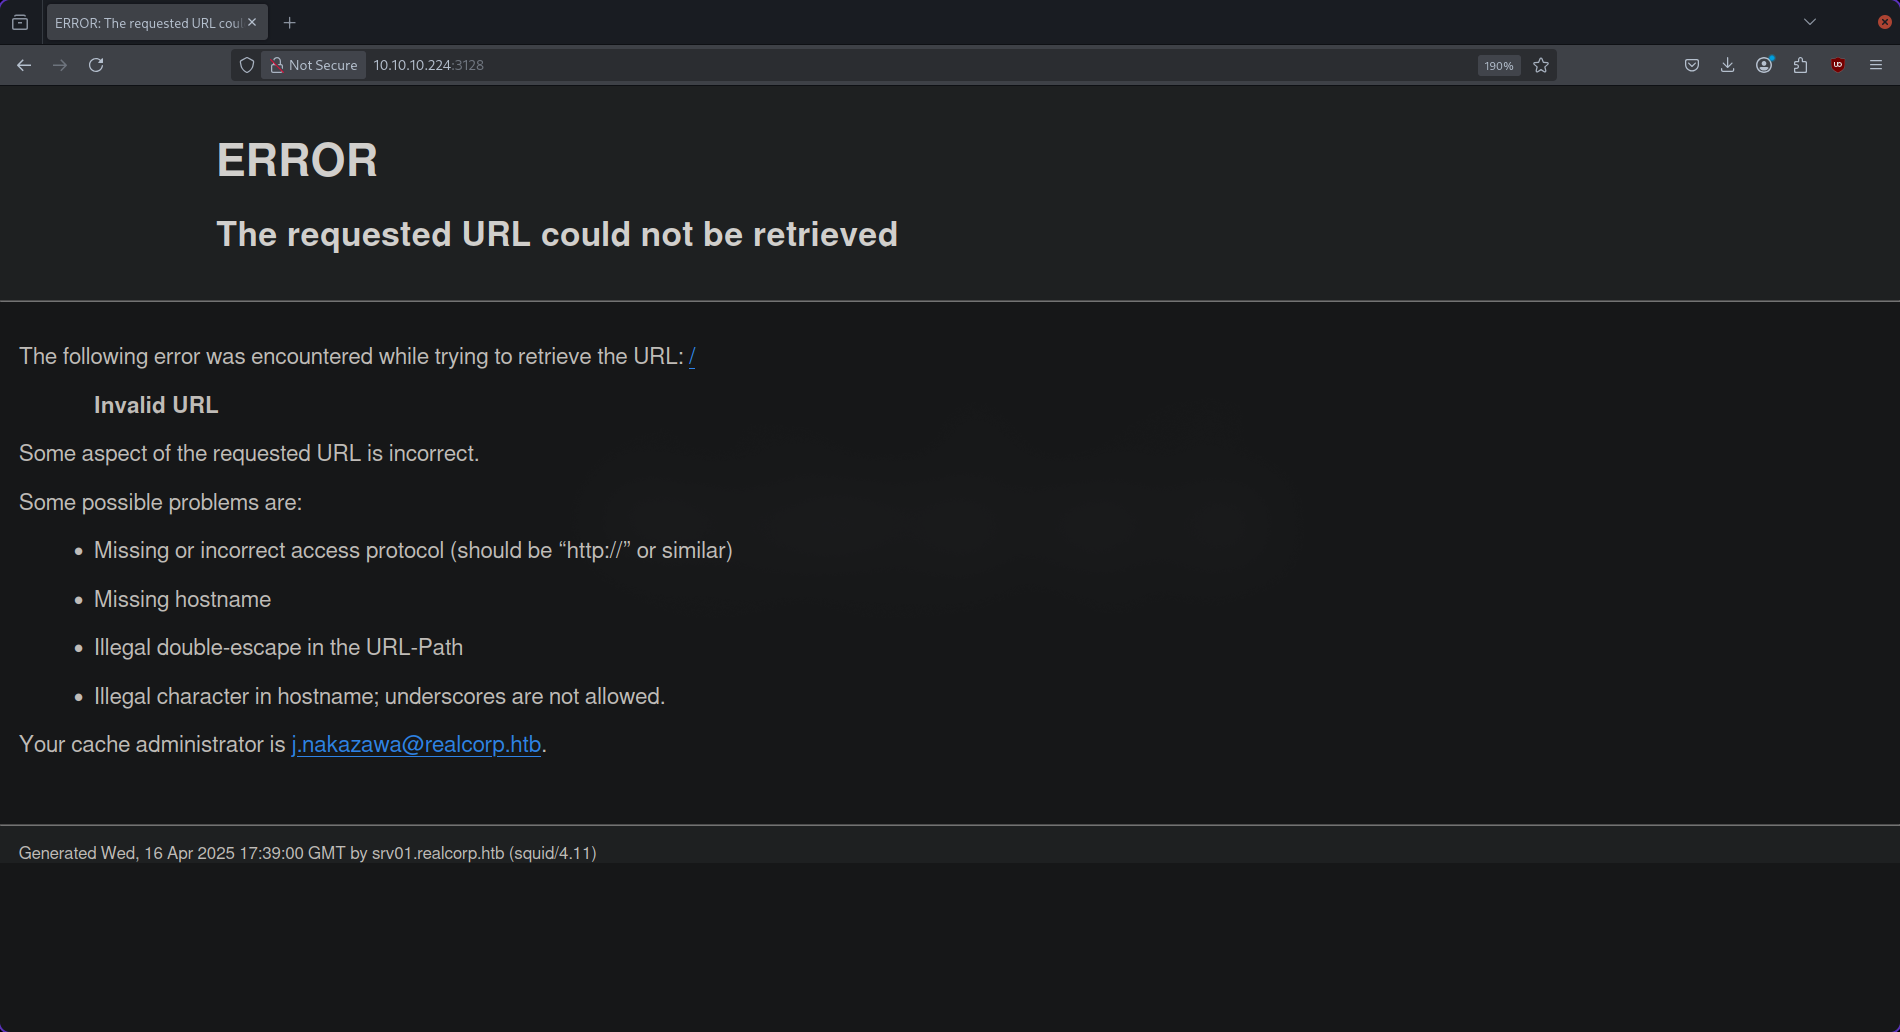 ERROR: The requested URL cou
Not Secure
10.10.10.224:3128
190%
ERROR
The requested URL could not be retrieved
The following error was encountered while trying to retrieve the URL: /
Invalid URL
Some aspect of the requested URL is incorrect.
Some possible problems are:
• Missing or incorrect access protocol (should be “http://” or similar)
• Missing hostname
• Illegal double-escape in the URL-Path
• Illegal character in hostname; underscores are not allowed.
Your cache administrator is j.nakazawa@realcorp.htb.
Generated Wed, 16 Apr 2025 17:39:00 GMT by srv01.realcorp.htb (squid/4.11)